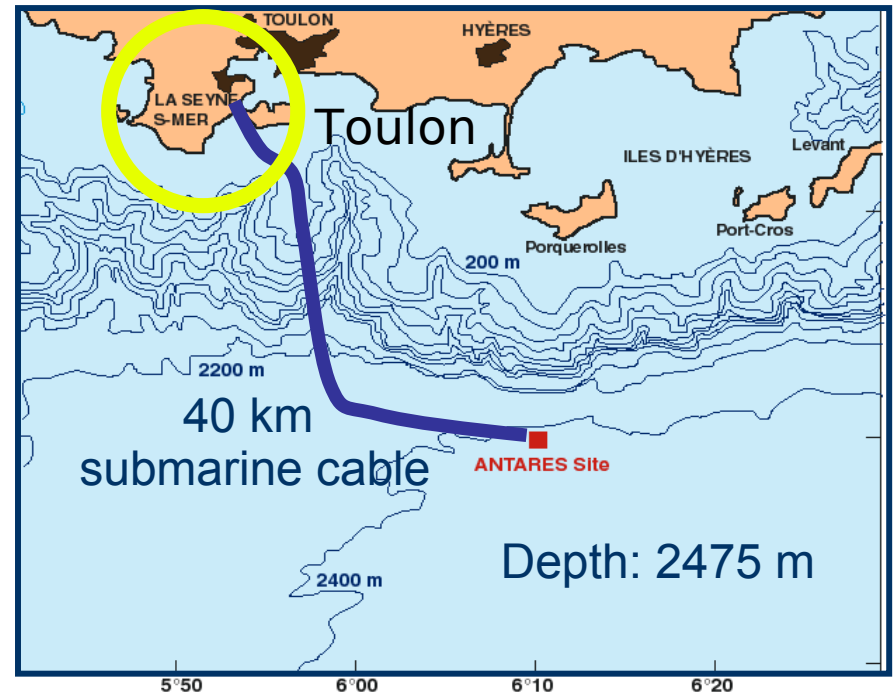 TOULON
HYÈRES
LA SEYNE
S-MER
Toulon
ILES D'HYÈRES
Levant
Port-Cros
Porquerolles
200 m
2200 m
40 km
submarine cable
ANTARES Site
Depth: 2475 m
2400 m
5°50
6°00
6°10
6°20